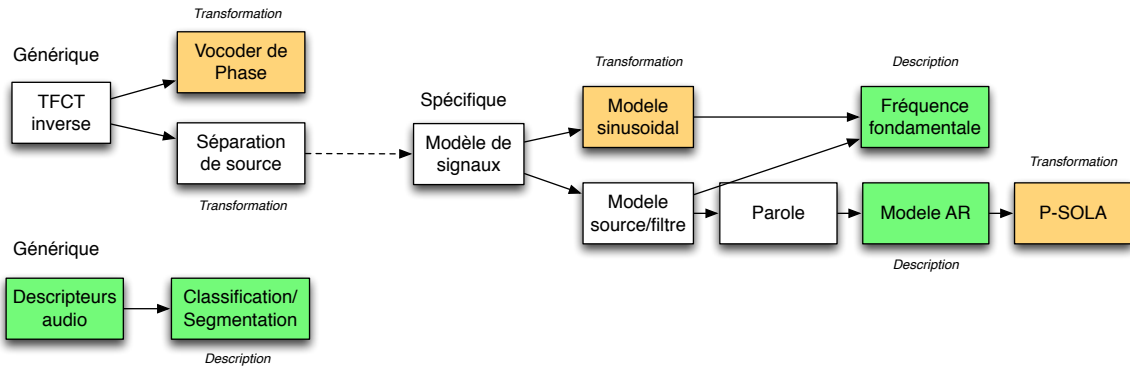 Transformation
Générique
Vocoder de
Phase
TFCT
inverse
Séparation
de source
Transformation
Spécifique
Modèle de
signaux
Transformation
Modele
sinusoidal
Description
Fréquence
fondamentale
Modele
source/filtre
Parole
Modele AR
Description
Transformation
P-SOLA
Générique
Descripteurs
audio
Classification/
Segmentation
Description